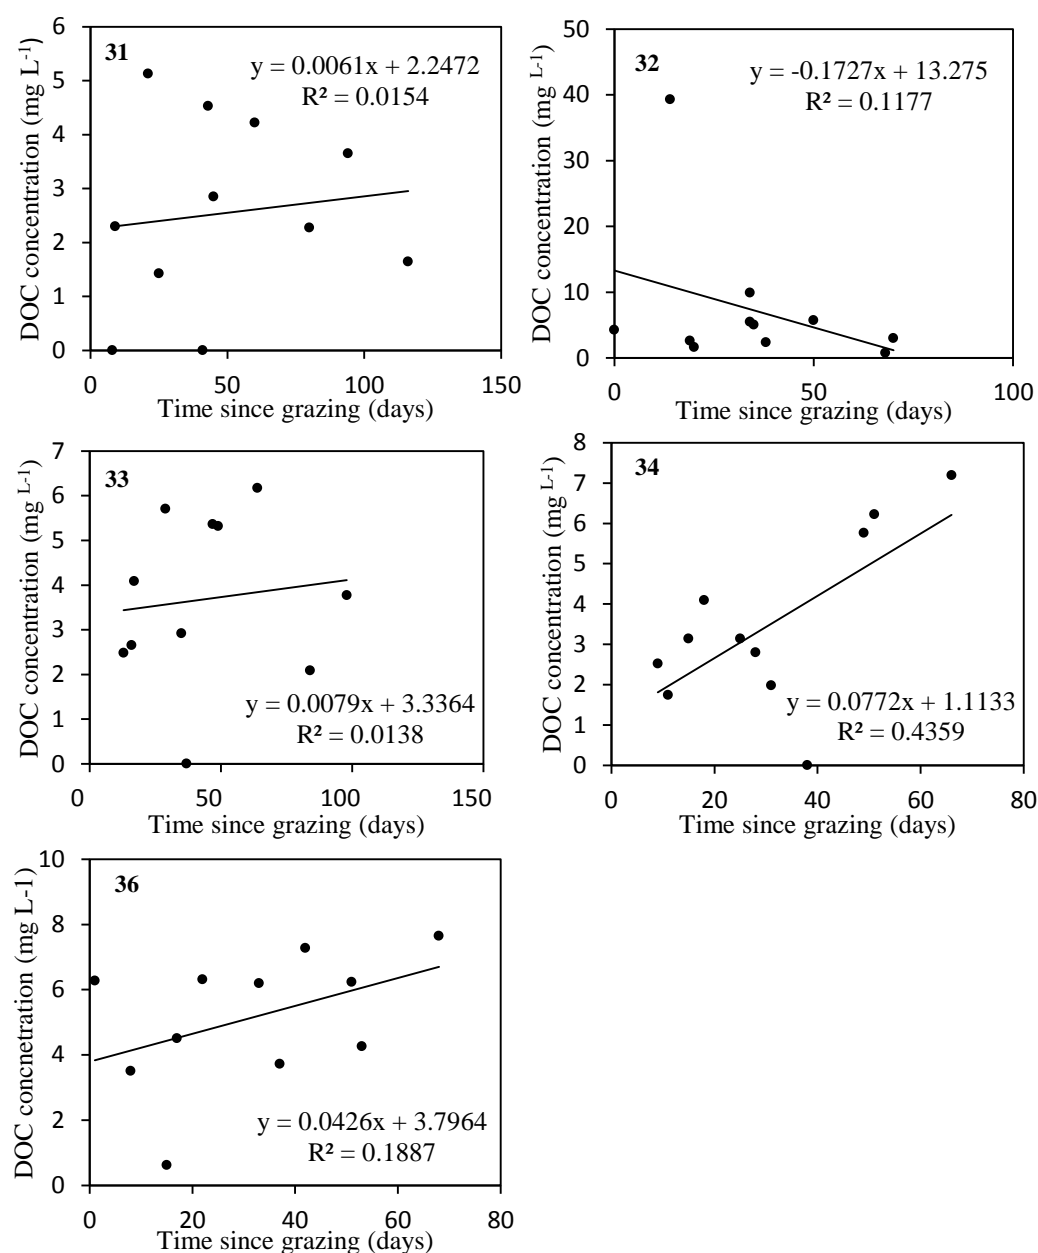 31
y = 0.0061x + 2.2472
R² = 0.0154
DOC concentration (mg L-1)
6
5
4
3
2
1
0
0 50 100 150
Time since grazing (days)
32
y = -0.1727x + 13.275
R² = 0.1177
DOC concentration (mg L-1)
50
40
30
20
10
0
0 50 100
Time since grazing (days)
33
y = 0.0079x + 3.3364
R² = 0.0138
DOC concentration (mg L-1)
7
6
5
4
3
2
1
0
0 50 100 150
Time since grazing (days)
34
y = 0.0772x + 1.1133
R² = 0.4359
DOC concentration (mg L-1)
8
7
6
5
4
3
2
1
0
0 20 40 60 80
Time since grazing (days)
36
y = 0.0426x + 3.7964
R² = 0.1887
DOC concnetration (mg L-1)
10
8
6
4
2
0
0 20 40 60 80
Time since grazing (days)